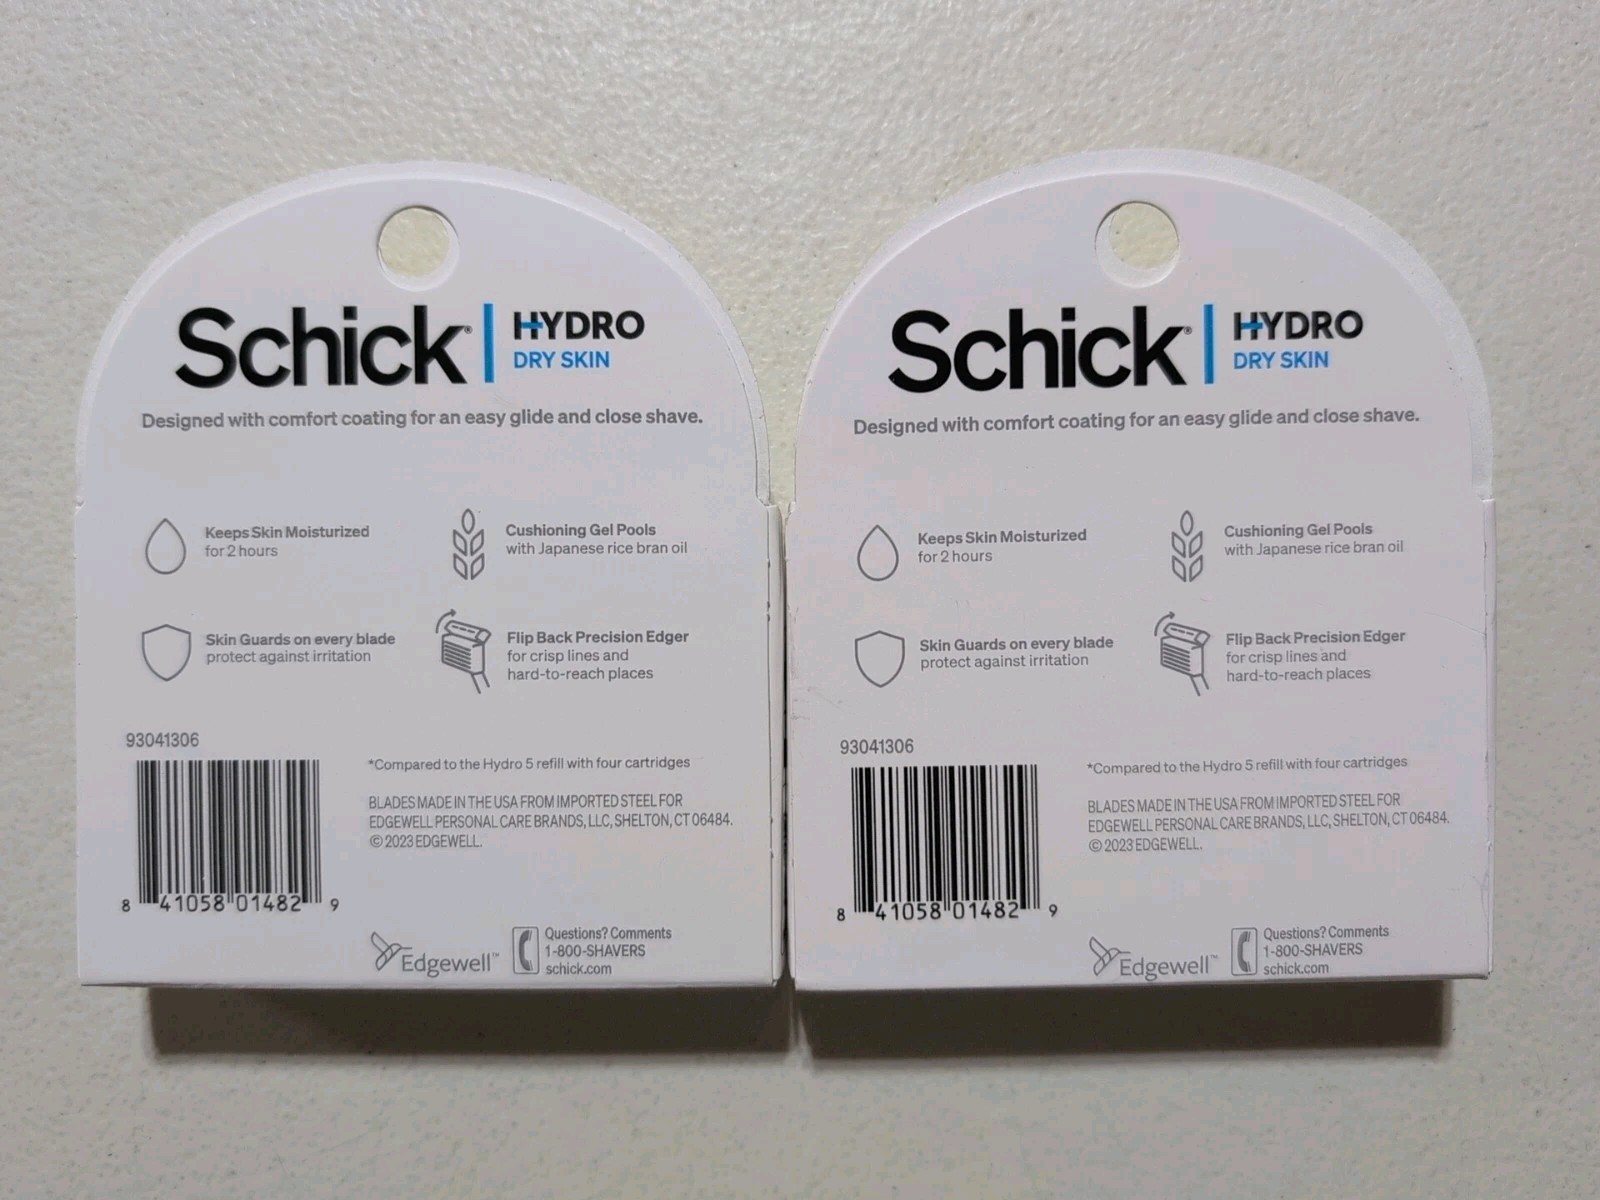 Schick® | HYDRO
DRY SKIN
Designed with comfort coating for an easy glide and close shave.
Keeps Skin Moisturized
for 2 hours
Cushioning Gel Pools
with Japanese rice bran oil
Skin Guards on every blade
protect against irritation
Flip Back Precision Edger
for crisp lines and
hard-to-reach places
93041306
*Compared to the Hydro 5 refill with four cartridges
BLADES MADE IN THE USA FROM IMPORTED STEEL FOR
EDGEWELL PERSONAL CARE BRANDS, LLC, SHELTON, CT 06484.
© 2023 EDGEWELL.
8 41058 01482 9
Edgewell™
Questions? Comments
1-800-SHAVERS
schick.com
Schick® | HYDRO
DRY SKIN
Designed with comfort coating for an easy glide and close shave.
Keeps Skin Moisturized
for 2 hours
Cushioning Gel Pools
with Japanese rice bran oil
Skin Guards on every blade
protect against irritation
Flip Back Precision Edger
for crisp lines and
hard-to-reach places
93041306
*Compared to the Hydro 5 refill with four cartridges
BLADES MADE IN THE USA FROM IMPORTED STEEL FOR
EDGEWELL PERSONAL CARE BRANDS, LLC, SHELTON, CT 06484.
© 2023 EDGEWELL.
8 41058 01482 9
Edgewell™
Questions? Comments
1-800-SHAVERS
schick.com